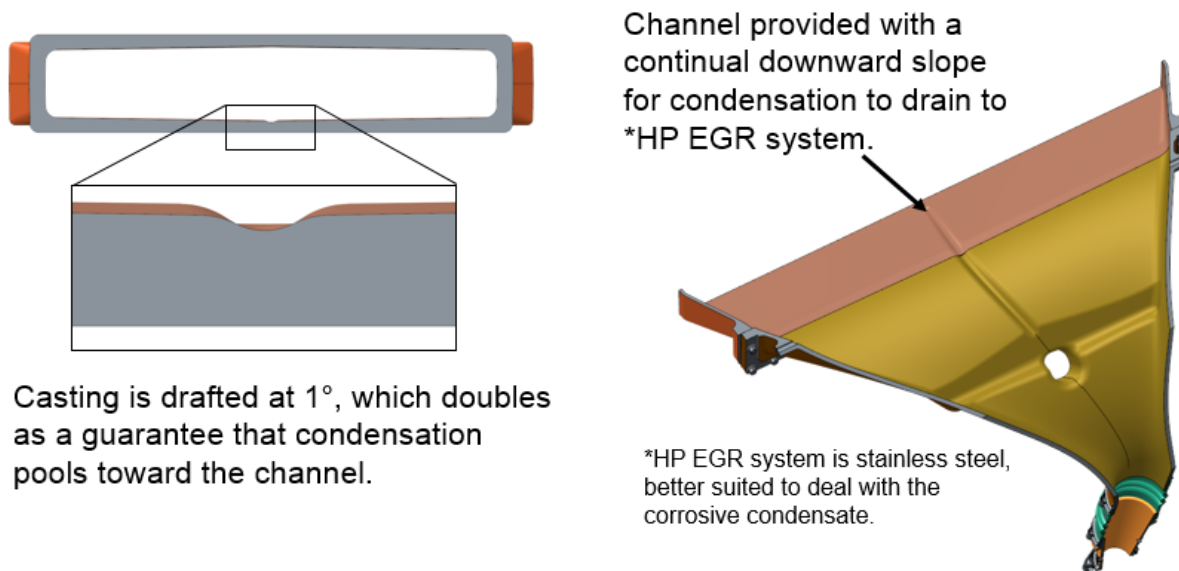 Channel provided with a
continual downward slope
for condensation to drain to
*HP EGR system.
Casting is drafted at 1°, which doubles
as a guarantee that condensation
pools toward the channel.
*HP EGR system is stainless steel,
better suited to deal with the
corrosive condensate.